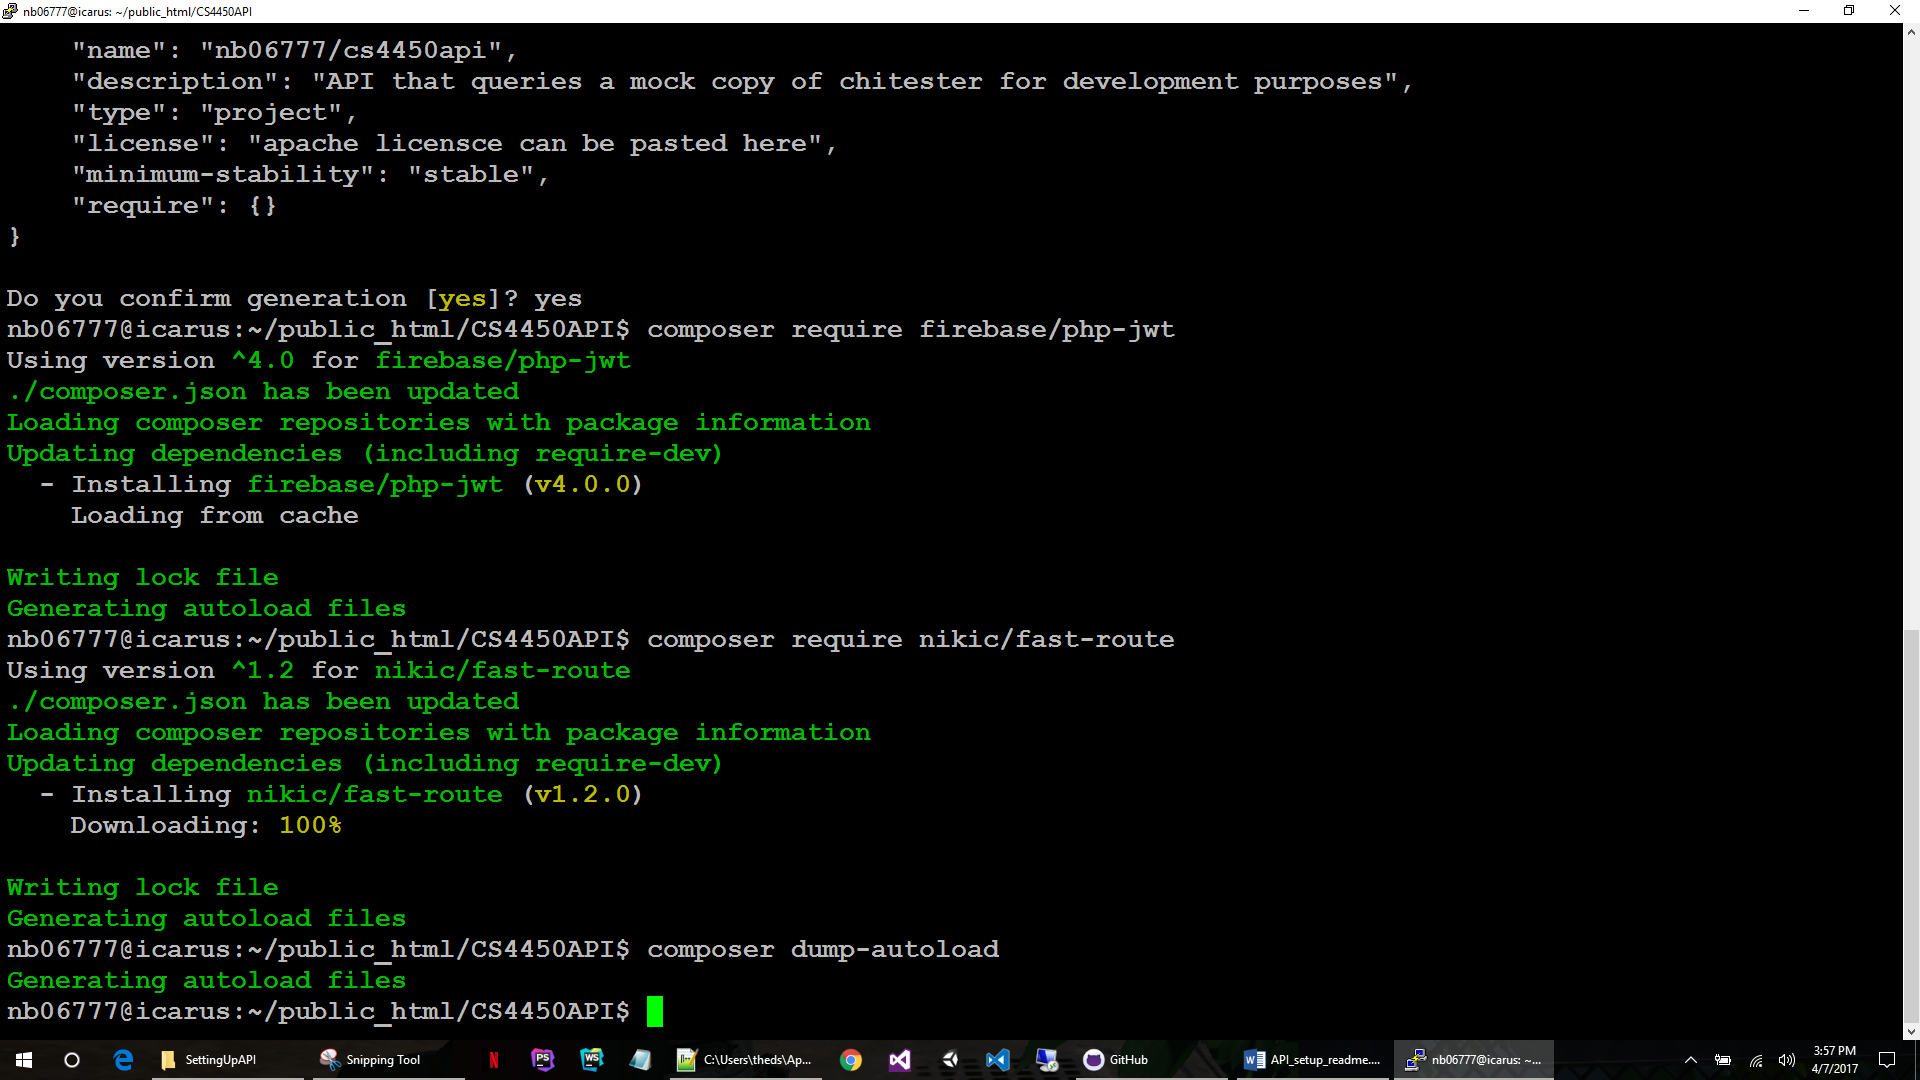 nb06777@icarus: ~/public_html/CS4450API
"name": "nb06777/cs4450api",
"description": "API that queries a mock copy of chitester for development purposes",
"type": "project",
"license": "apache licensce can be pasted here",
"minimum-stability": "stable",
"require": {}
}
Do you confirm generation [yes]? yes
nb06777@icarus:~/public_html/CS4450API$ composer require firebase/php-jwt
Using version ^4.0 for firebase/php-jwt
./composer.json has been updated
Loading composer repositories with package information
Updating dependencies (including require-dev)
- Installing firebase/php-jwt (v4.0.0)
Loading from cache
Writing lock file
Generating autoload files
nb06777@icarus:~/public_html/CS4450API$ composer require nikic/fast-route
Using version ^1.2 for nikic/fast-route
./composer.json has been updated
Loading composer repositories with package information
Updating dependencies (including require-dev)
- Installing nikic/fast-route (v1.2.0)
Downloading: 100%
Writing lock file
Generating autoload files
nb06777@icarus:~/public_html/CS4450API$ composer dump-autoload
Generating autoload files
nb06777@icarus:~/public_html/CS4450API$
SettingUpAPI
Snipping Tool
N
PS
WS
C:\Users\theds\Ap...
GitHub
W
API_setup_readme....
nb06777@icarus: ~...
3:57 PM
4/7/2017